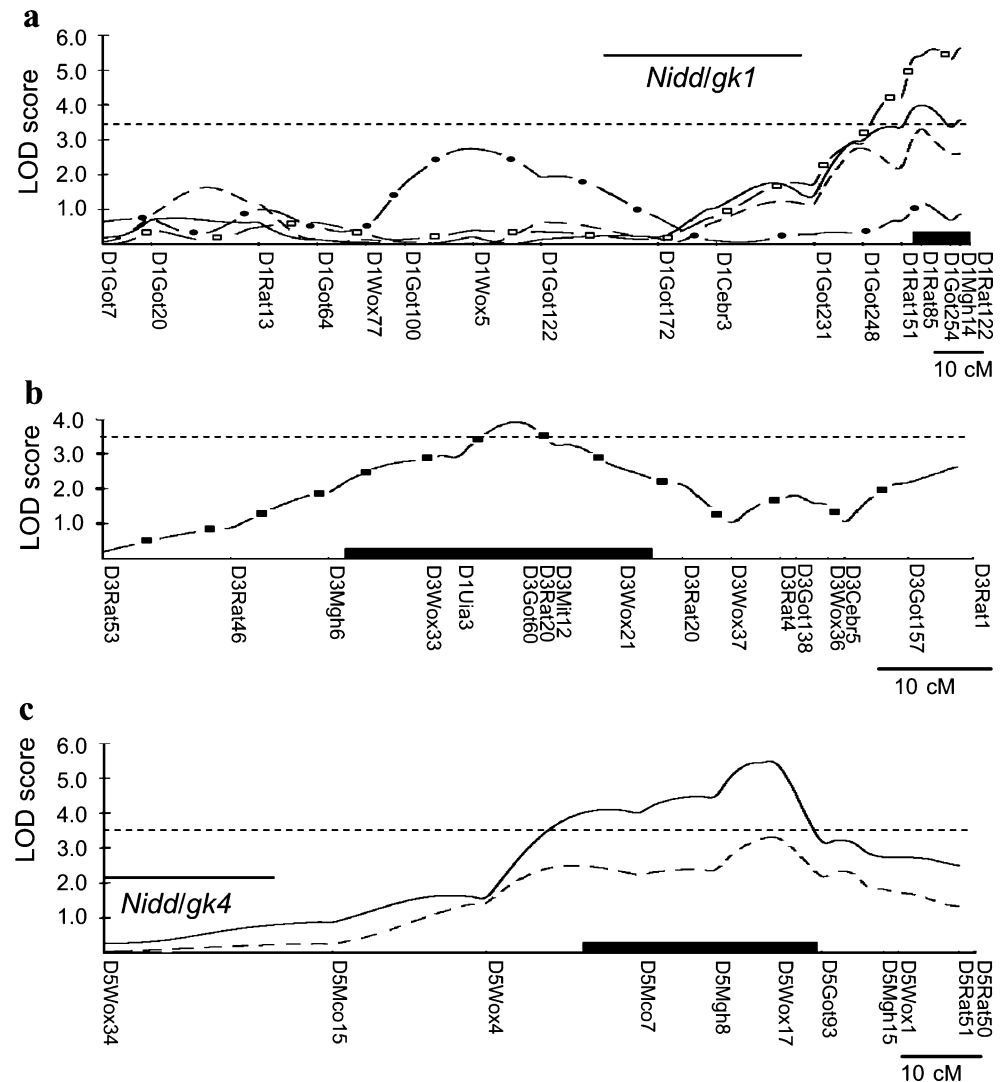 a
6.0
5.0
4.0
3.0
2.0
1.0
LOD score
Nidd/gk1
D1Got7
D1Got20
D1Rat13
D1Got64
D1Wox77
D1Got100
D1Wox5
D1Got122
D1Got172
D1Cebr3
D1Got231
D1Got248
D1Rat151
D1Rat85
D1Got254
D1Mgh14
D1Rat122
10 cM
b
4.0
3.0
2.0
1.0
LOD score
D3Rat53
D3Rat46
D3Mgh6
D3Wox33
D1Uia3
D3Got60
D3Rat20
D3Mit12
D3Wox21
D3Rat20
D3Wox37
D3Rat4
D3Got138
D3Wox36
D3Cebr5
D3Got157
D3Rat1
10 cM
c
6.0
5.0
4.0
3.0
2.0
1.0
LOD score
Nidd/gk4
D5Wox34
D5Mco15
D5Wox4
D5Mco7
D5Mgh8
D5Wox17
D5Got93
D5Mgh15
D5Wox1
D5Rat51
D5Rat50
10 cM